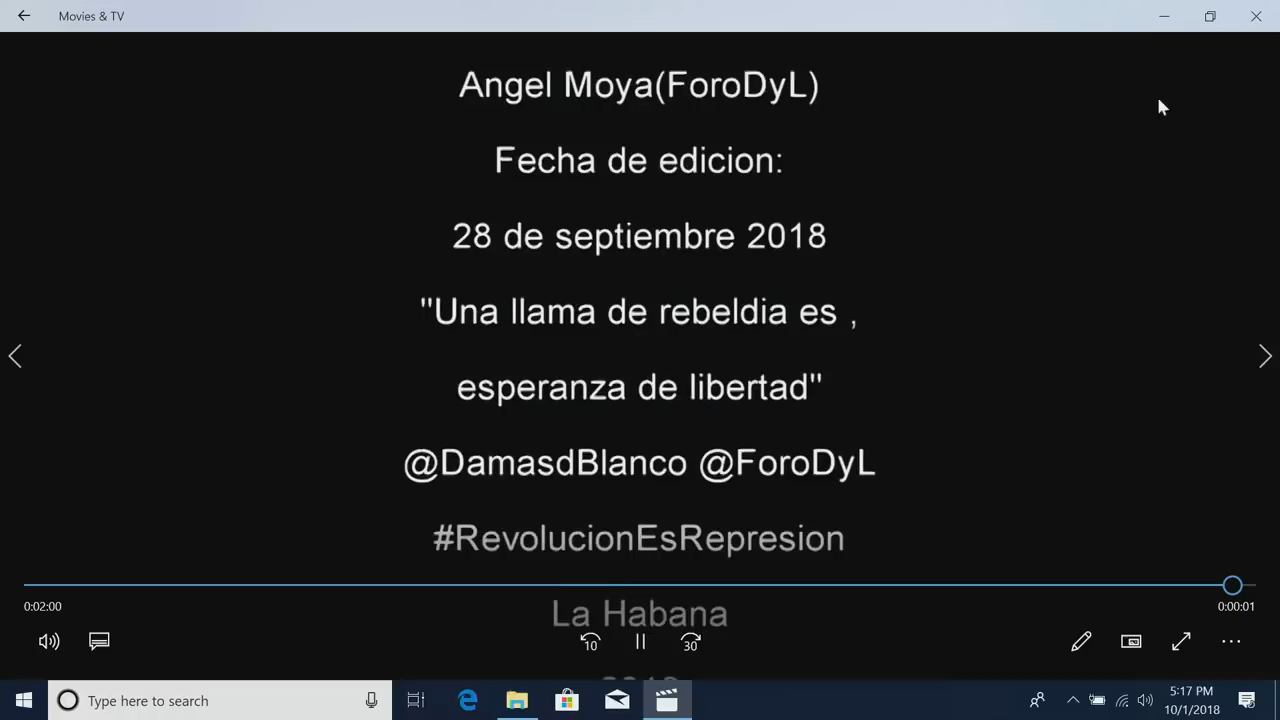 Movies & TV
Angel Moya(ForoDyL)
Fecha de edicion:
28 de septiembre 2018
"Una llama de rebeldia es ,
esperanza de libertad"
@DamasdBlanco @ForoDyL
#RevolucionEsRepresion
0:02:00
0:00:01
La Habana
10
30
2018
Type here to search
5:17 PM
10/1/2018